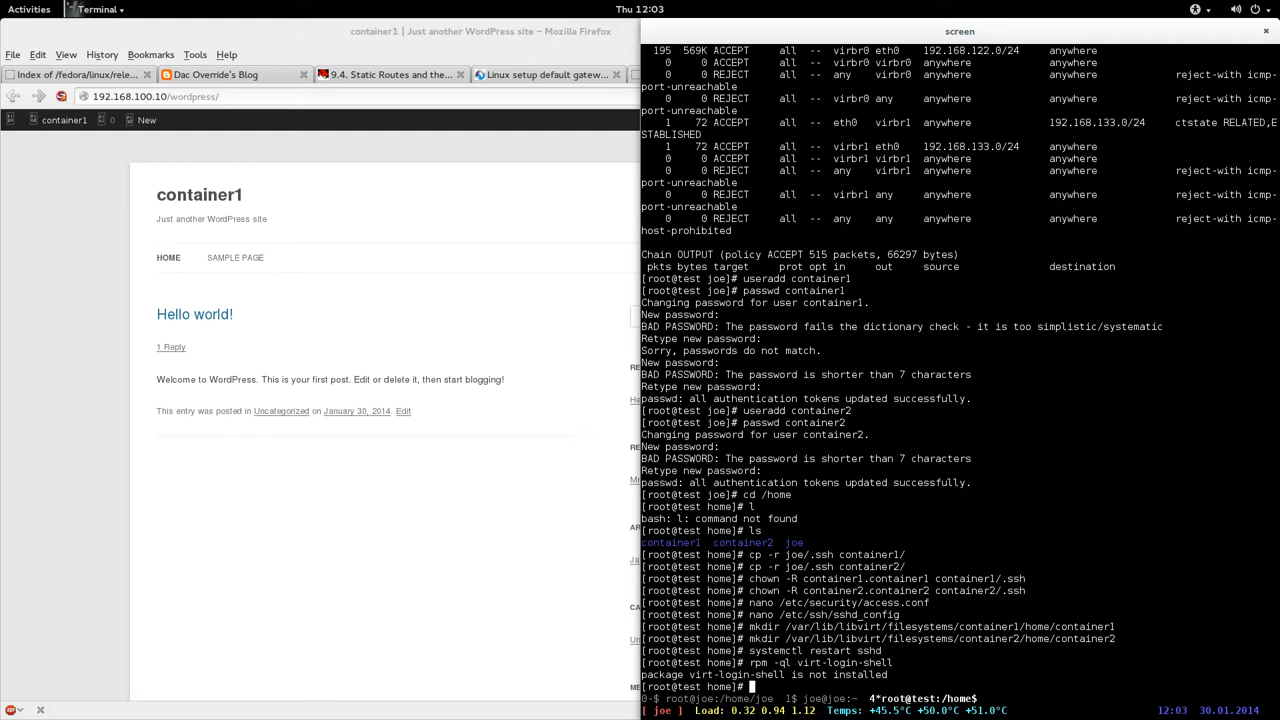 Activities Terminal Thu 12:03
container1 | Just another WordPress site - Mozilla Firefox
File Edit View History Bookmarks Tools Help
Index of /fedora/linux/rele... Dac Override's Blog 9.4. Static Routes and the... Linux setup default gatew...
192.168.100.10/wordpress/
container1 0 New
container1
Just another WordPress site
HOME SAMPLE PAGE
Hello world!
1 Reply
Welcome to WordPress. This is your first post. Edit or delete it, then start blogging!
This entry was posted in Uncategorized on January 30, 2014. Edit
screen
195 569K ACCEPT all -- virbr0 eth0 192.168.122.0/24 anywhere
0 0 ACCEPT all -- virbr0 virbr0 anywhere anywhere
0 0 REJECT all -- any virbr0 anywhere anywhere reject-with icmp-
port-unreachable
0 0 REJECT all -- virbr0 any anywhere anywhere reject-with icmp-
port-unreachable
1 72 ACCEPT all -- eth0 virbr1 anywhere 192.168.133.0/24 ctstate RELATED,E
STABLISHED
1 72 ACCEPT all -- virbr1 eth0 192.168.133.0/24 anywhere
0 0 ACCEPT all -- virbr1 virbr1 anywhere anywhere
0 0 REJECT all -- any virbr1 anywhere anywhere reject-with icmp-
port-unreachable
0 0 REJECT all -- virbr1 any anywhere anywhere reject-with icmp-
port-unreachable
0 0 REJECT all -- any any anywhere anywhere reject-with icmp-
host-prohibited
Chain OUTPUT (policy ACCEPT 515 packets, 66297 bytes)
pkts bytes target prot opt in out source destination
[root@test joe]# useradd container1
[root@test joe]# passwd container1
Changing password for user container1.
New password:
BAD PASSWORD: The password fails the dictionary check - it is too simplistic/systematic
Retype new password:
Sorry, passwords do not match.
New password:
BAD PASSWORD: The password is shorter than 7 characters
Retype new password:
passwd: all authentication tokens updated successfully.
[root@test joe]# useradd container2
[root@test joe]# passwd container2
Changing password for user container2.
New password:
BAD PASSWORD: The password is shorter than 7 characters
Retype new password:
passwd: all authentication tokens updated successfully.
[root@test joe]# cd /home
[root@test home]# l
bash: l: command not found
[root@test home]# ls
container1 container2 joe
[root@test home]# cp -r joe/.ssh container1/
[root@test home]# cp -r joe/.ssh container2/
[root@test home]# chown -R container1.container1 container1/.ssh
[root@test home]# chown -R container2.container2 container2/.ssh
[root@test home]# nano /etc/security/access.conf
[root@test home]# nano /etc/ssh/sshd_config
[root@test home]# mkdir /var/lib/libvirt/filesystems/container1/home/container1
[root@test home]# mkdir /var/lib/libvirt/filesystems/container2/home/container2
[root@test home]# systemctl restart sshd
[root@test home]# rpm -ql virt-login-shell
package virt-login-shell is not installed
[root@test home]#
0-$ root@joe:/home/joe 1$ joe@joe:~ 4*root@test:/home$
[ joe ] Load: 0.32 0.94 1.12 Temps: +45.5°C +50.0°C +51.0°C 12:03 30.01.2014